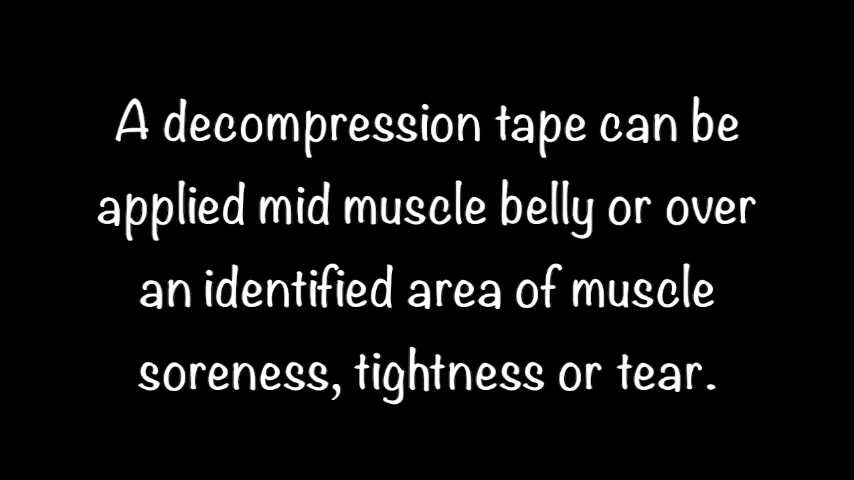 A decompression tape can be
applied mid muscle belly or over
an identified area of muscle
soreness, tightness or tear.